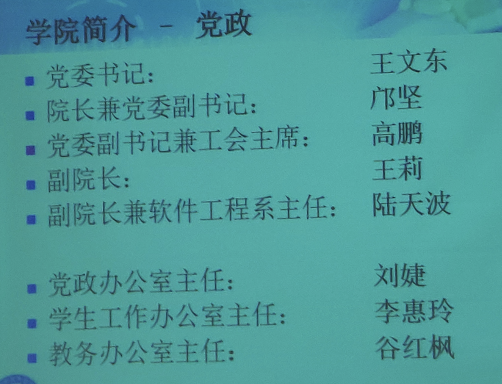 学院简介 – 党政
党委书记： 王文东
院长兼党委副书记： 邝坚
党委副书记兼工会主席： 高鹏
副院长： 王莉
副院长兼软件工程系主任： 陆天波
党政办公室主任： 刘婕
学生工作办公室主任： 李惠玲
教务办公室主任： 谷红枫